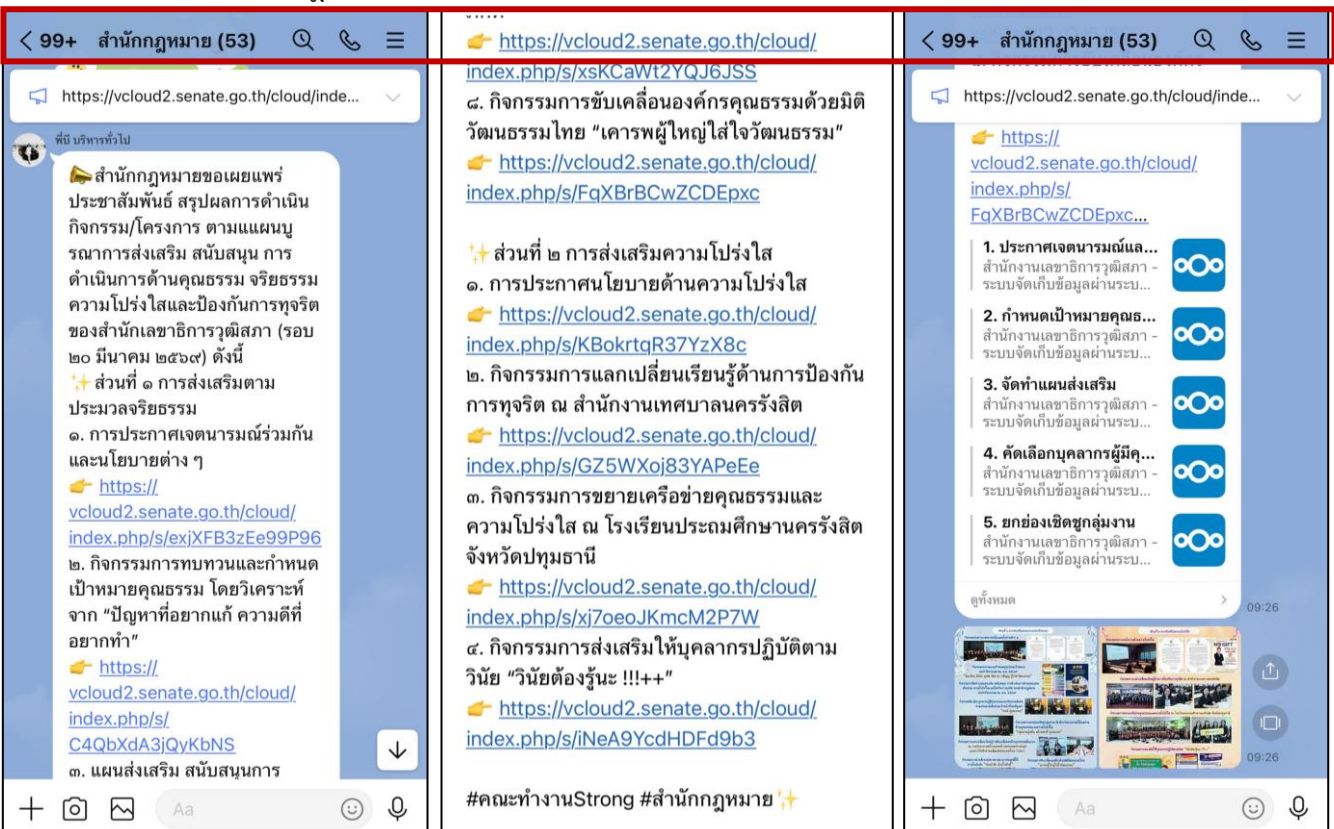 99+ สำนักกฎหมาย (53)
https://vcloud2.senate.go.th/cloud/inde...
พี่มี บริหารทั่วไป
สำนักกฎหมายขอเผยแพร่
ประชาสัมพันธ์ สรุปผลการดำเนิน
กิจกรรม/โครงการ ตามแแผนบู
รณาการส่งเสริม สนับสนุน การ
ดำเนินการด้านคุณธรรม จริยธรรม
ความโปร่งใสและป้องกันการทุจริต
ของสำนักเลขาธิการวุฒิสภา (รอบ
๒๐ มีนาคม ๒๕๖๙) ดังนี้
✨ ส่วนที่ ๑ การส่งเสริมตาม
ประมวลจริยธรรม
๑. การประกาศเจตนารมณ์ร่วมกัน
และนโยบายต่าง ๆ
👉 https://
vcloud2.senate.go.th/cloud/
index.php/s/exjXFB3zEe99P96
๒. กิจกรรมการทบทวนและกำหนด
เป้าหมายคุณธรรม โดยวิเคราะห์
จาก “ปัญหาที่อยากแก้ ความดีที่
อยากทำ”
👉 https://
vcloud2.senate.go.th/cloud/
index.php/s/
C4QbXdA3jQyKbNS
๓. แผนส่งเสริม สนับสนุนการ
Aa
👉 https://vcloud2.senate.go.th/cloud/
index.php/s/xsKCaWt2YQJ6JSS
๘. กิจกรรมการขับเคลื่อนองค์กรคุณธรรมด้วยมิติ
วัฒนธรรมไทย “เคารพผู้ใหญ่ใส่ใจวัฒนธรรม”
👉 https://vcloud2.senate.go.th/cloud/
index.php/s/FqXBrBCwZCDEpxc
✨ ส่วนที่ ๒ การส่งเสริมความโปร่งใส
๑. การประกาศนโยบายด้านความโปร่งใส
👉 https://vcloud2.senate.go.th/cloud/
index.php/s/KBokrtqR37YzX8c
๒. กิจกรรมการแลกเปลี่ยนเรียนรู้ด้านการป้องกัน
การทุจริต ณ สำนักงานเทศบาลนครรังสิต
👉 https://vcloud2.senate.go.th/cloud/
index.php/s/GZ5WXoj83YAPeEe
๓. กิจกรรมการขยายเครือข่ายคุณธรรมและ
ความโปร่งใส ณ โรงเรียนประถมศึกษานครรังสิต
จังหวัดปทุมธานี
👉 https://vcloud2.senate.go.th/cloud/
index.php/s/xj7oeoJKmcM2P7W
๔. กิจกรรมการส่งเสริมให้บุคลากรปฏิบัติตาม
วินัย “วินัยต้องรู้นะ !!!++”
👉 https://vcloud2.senate.go.th/cloud/
index.php/s/iNeA9YcdHDFd9b3
#คณะทำงานStrong #สำนักกฎหมาย✨
99+ สำนักกฎหมาย (53)
https://vcloud2.senate.go.th/cloud/inde...
👉 https://
vcloud2.senate.go.th/cloud/
index.php/s/
FqXBrBCwZCDEpxc...
1. ประกาศเจตนารมณ์แล...
สำนักงานเลขาธิการวุฒิสภา -
ระบบจัดเก็บข้อมูลผ่านระบ...
2. กำหนดเป้าหมายคุณธ...
สำนักงานเลขาธิการวุฒิสภา -
ระบบจัดเก็บข้อมูลผ่านระบ...
3. จัดทำแผนส่งเสริม
สำนักงานเลขาธิการวุฒิสภา -
ระบบจัดเก็บข้อมูลผ่านระบ...
4. คัดเลือกบุคลากรผู้มีคุ...
สำนักงานเลขาธิการวุฒิสภา -
ระบบจัดเก็บข้อมูลผ่านระบ...
5. ยกย่องเชิดชูกลุ่มงาน
สำนักงานเลขาธิการวุฒิสภา -
ระบบจัดเก็บข้อมูลผ่านระบ...
ดูทั้งหมด
09:26
09:26
Aa